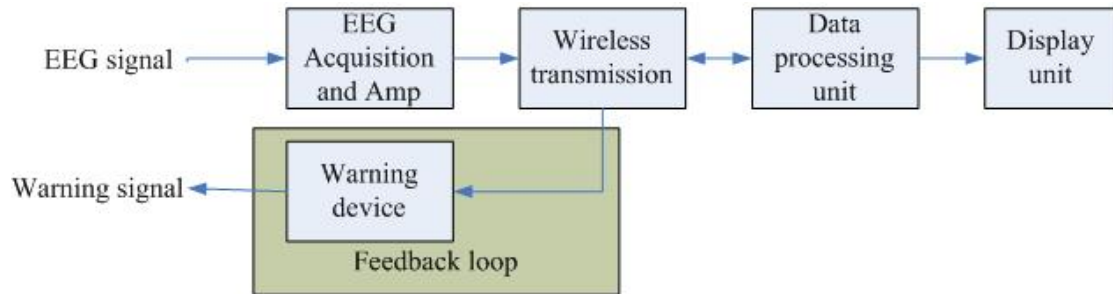 EEG signal
EEG
Acquisition
and Amp
Wireless
transmission
Data
processing
unit
Display
unit
Warning signal
Warning
device
Feedback loop